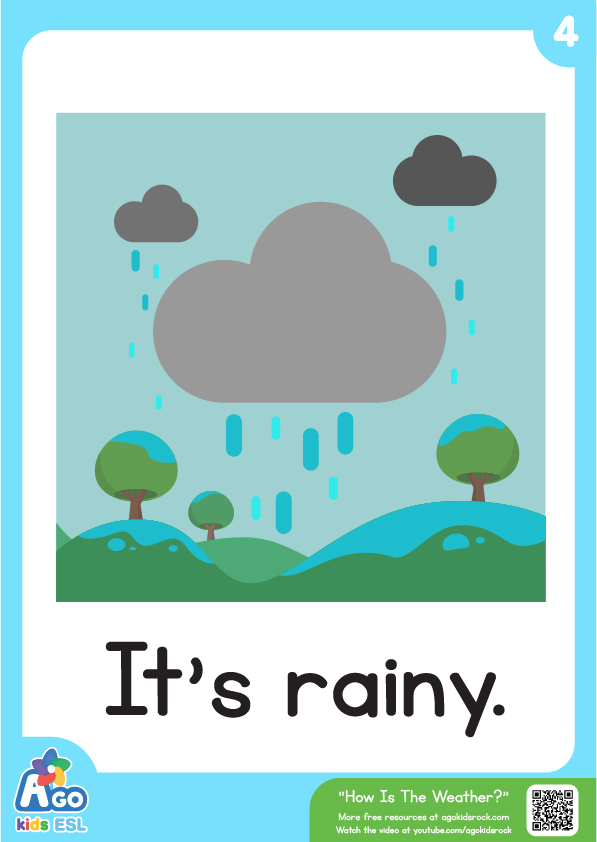 4
It's rainy.
AGO
kids ESL
"How Is The Weather?"
More free resources at agokidsrock.com
Watch the video at youtube.com/agokidsrock